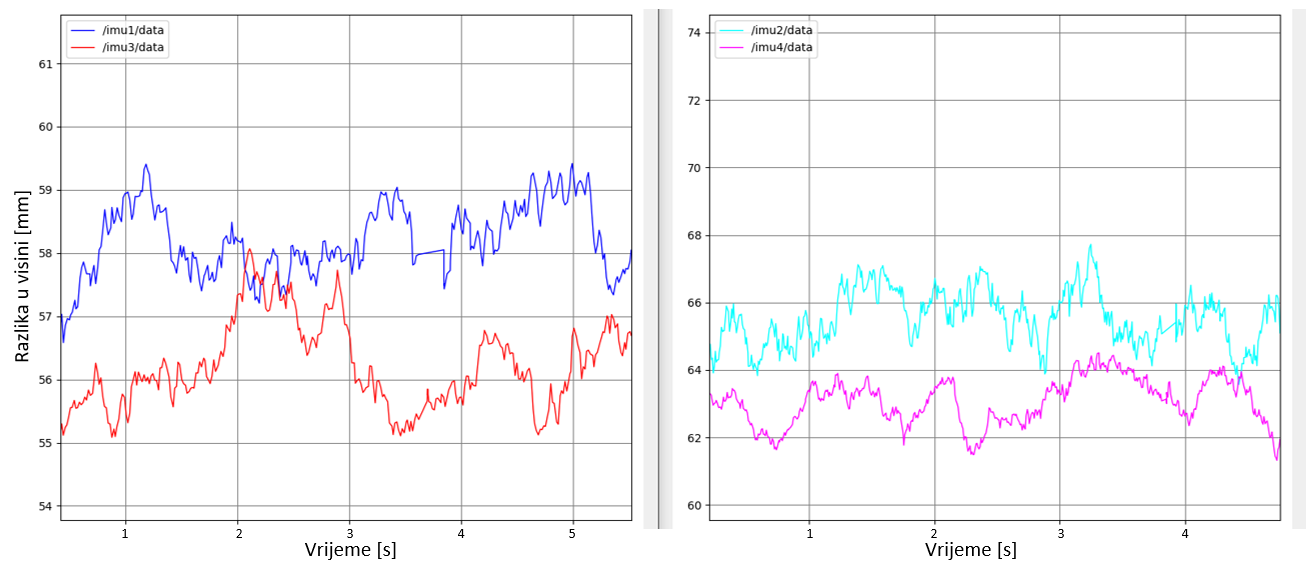 /imu1/data
/imu3/data
61
60
59
58
57
56
55
54
Razlika u visini [mm]
1 2 3 4 5
Vrijeme [s]
/imu2/data
/imu4/data
74
72
70
68
66
64
62
60
1 2 3 4
Vrijeme [s]